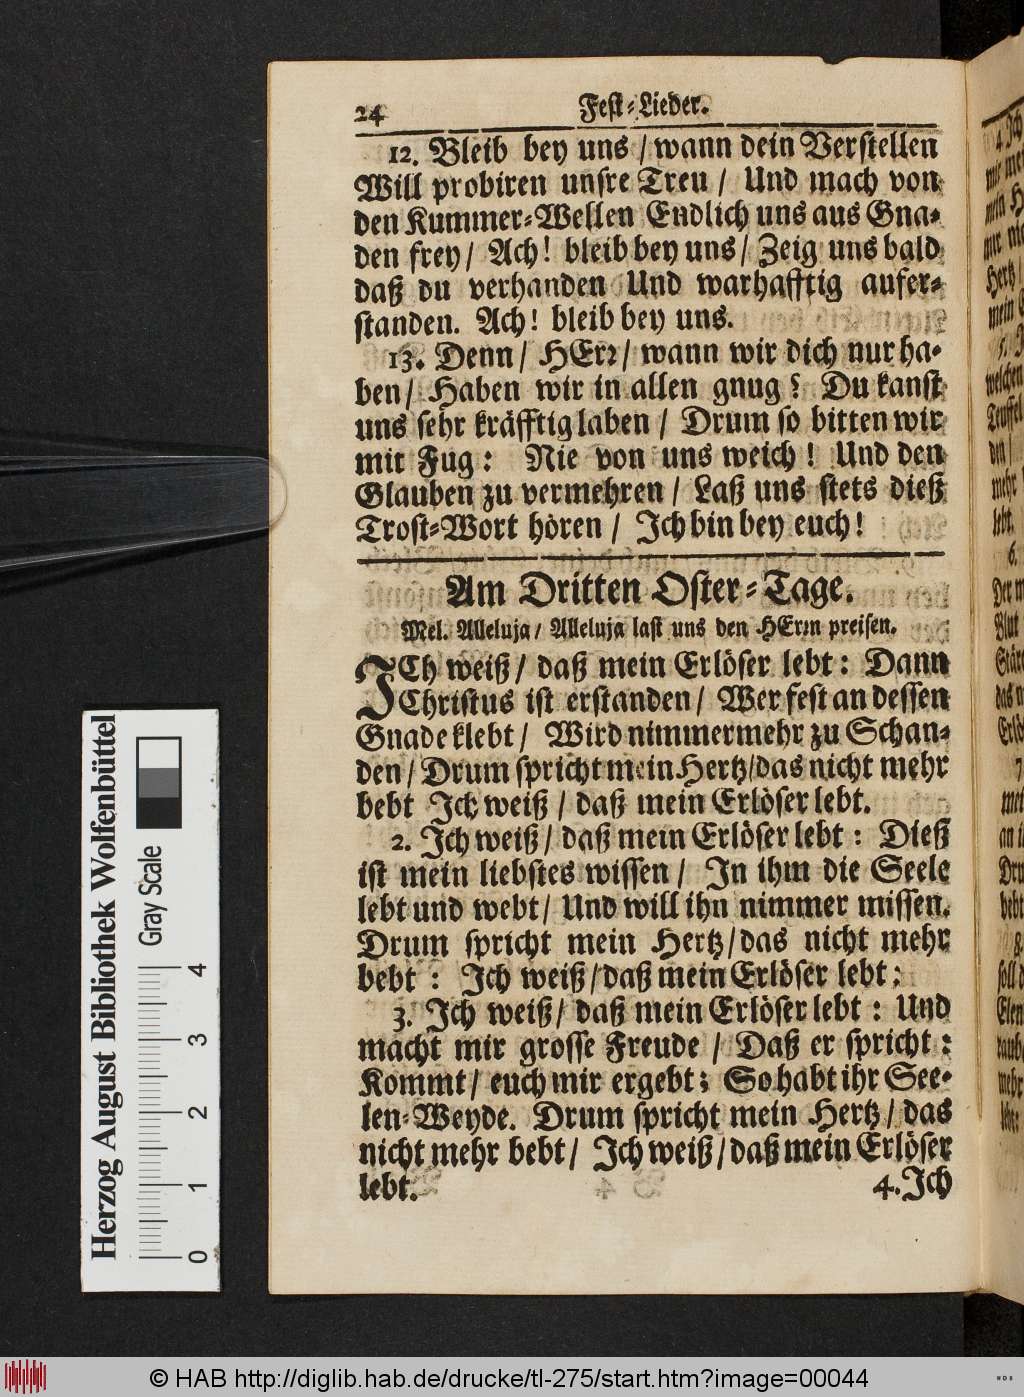 24 Fest-Lieder.
12. Bleib bey uns / wann dein Verstellen
Will probiren unsre Treu / Und mach von
den Kummer-Wellen Endlich uns aus Gna-
den frey / Ach! bleib bey uns / Zeig uns bald
daß du verhanden Und warhafftig aufer-
standen. Ach! bleib bey uns.
13. Denn / HErꝛ / wann wir dich nur ha-
ben / Haben wir in allen gnug? Du kanst
uns sehr kräfftig laben / Drum so bitten wir
mit Fug: Nie von uns weich! Und den
Glauben zu vermehren / Laß uns stets dieß
Trost-Wort hören / Ich bin bey euch!
Am Dritten Oster-Tage.
Mel. Alleluja / Alleluja last uns den HErꝛn preisen.
ICh weiß / daß mein Erlöser lebt: Dann
Christus ist erstanden / Wer fest an dessen
Gnade klebt / Wird nimmermehr zu Schan-
den / Drum spricht mein Hertz / das nicht mehr
bebt Ich weiß / daß mein Erlöser lebt.
2. Ich weiß / daß mein Erlöser lebt: Dieß
ist mein liebstes wissen / In ihm die Seele
lebt und webt / Und will ihn nimmer missen.
Drum spricht mein Hertz / das nicht mehr
bebt: Ich weiß / daß mein Erlöser lebt:
3. Ich weiß / daß mein Erlöser lebt: Und
macht mir grosse Freude / Daß er spricht:
Kommt / euch mir ergebt; So habt ihr See-
len-Weyde. Drum spricht mein Hertz / das
nicht mehr bebt / Ich weiß / daß mein Erlöser
lebt. 4. Ich
Herzog August Bibliothek Wolfenbüttel
Gray Scale
0 1 2 3 4
© HAB http://diglib.hab.de/drucke/tl-275/start.htm?image=00044